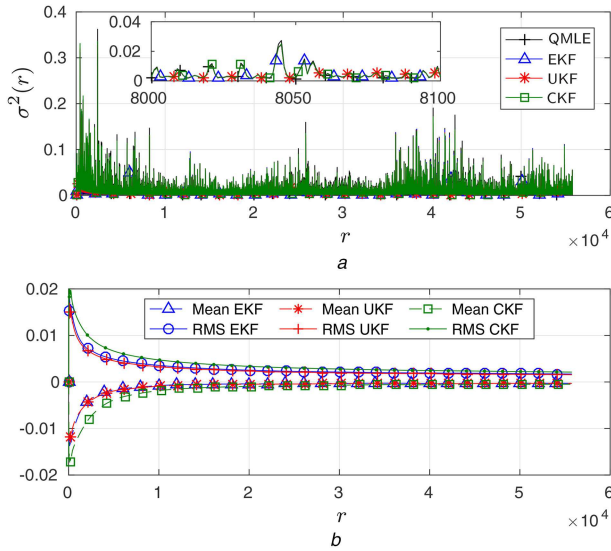 0.4
0.3
0.2
0.1
0
σ²(r)
0.04
0.02
0
8000
8050
8100
QMLE
EKF
UKF
CKF
0
1
2
3
4
5
6
r
× 10⁴
a
0.02
0.01
0
-0.01
-0.02
Mean EKF
Mean UKF
Mean CKF
RMS EKF
RMS UKF
RMS CKF
0
1
2
3
4
5
6
r
× 10⁴
b